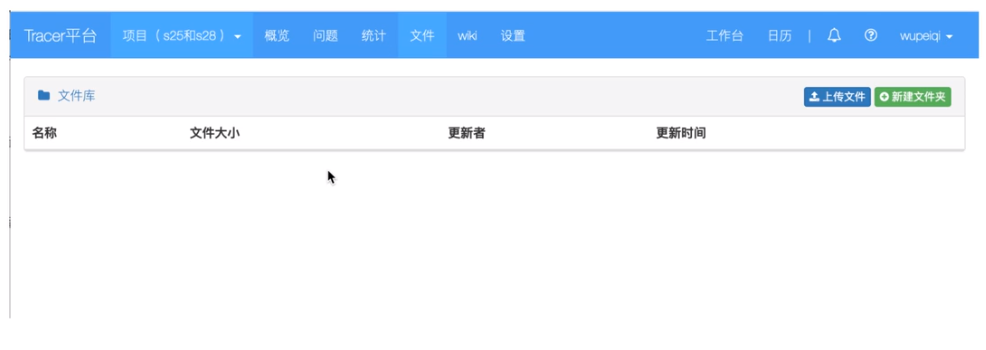 Tracer平台 项目（s25和s28） 概览 问题 统计 文件 wiki 设置 工作台 日历 | wupeiqi
文件库 上传文件 新建文件夹
名称 文件大小 更新者 更新时间